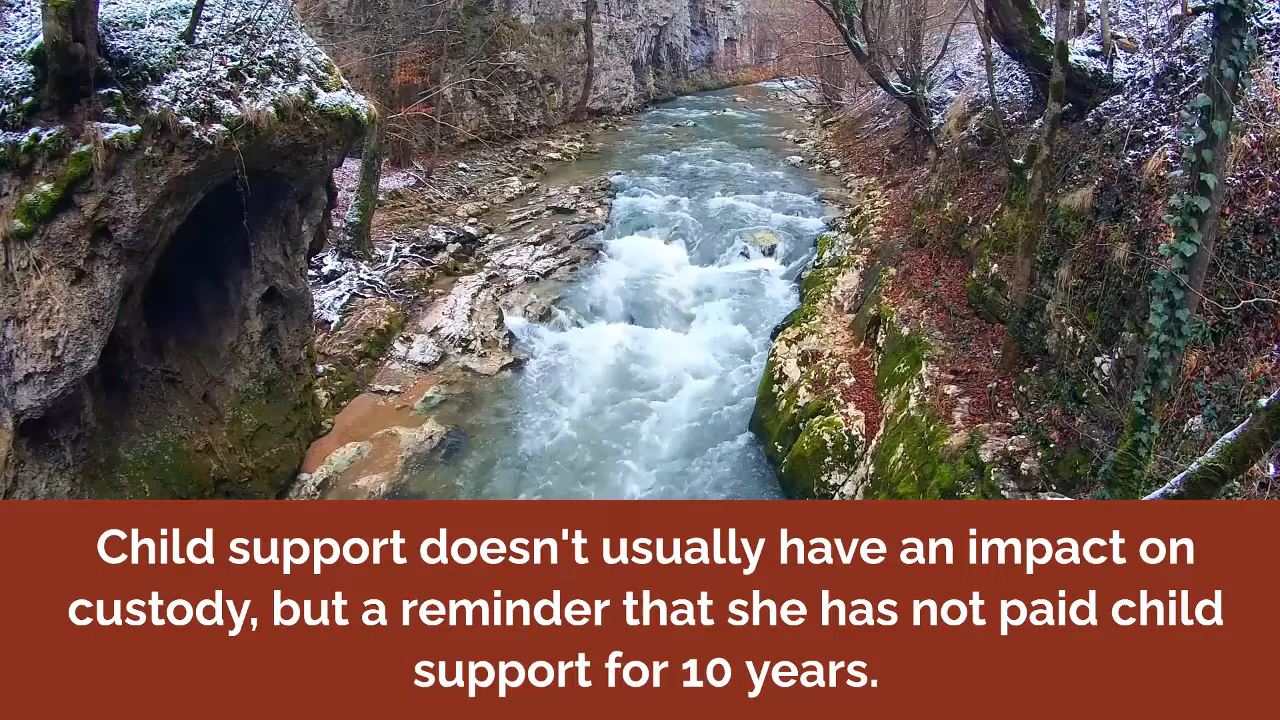 Child support doesn't usually have an impact on
custody, but a reminder that she has not paid child
support for 10 years.